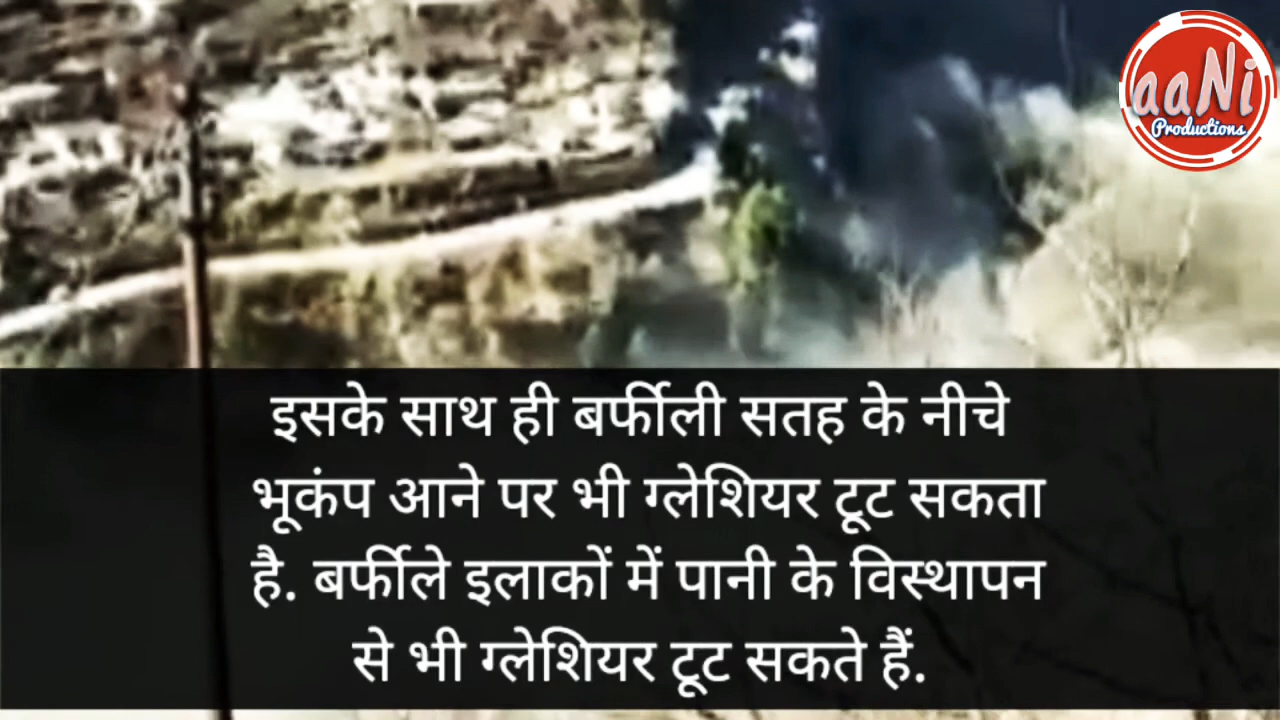 aaNi
Productions
इसके साथ ही बर्फीली सतह के नीचे
भूकंप आने पर भी ग्लेशियर टूट सकता
है. बर्फीले इलाकों में पानी के विस्थापन
से भी ग्लेशियर टूट सकते हैं.